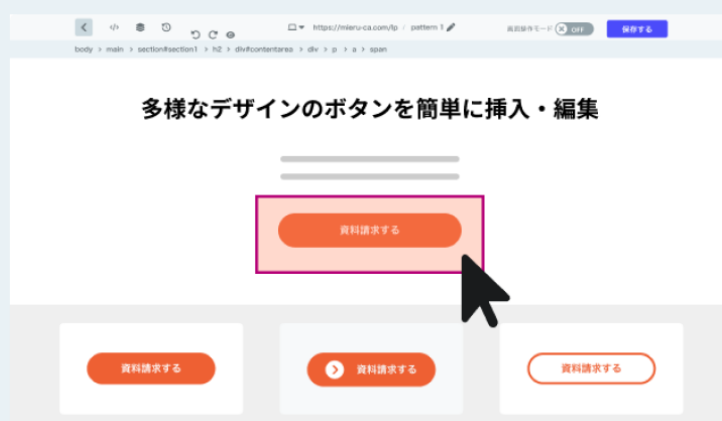 </>
https://mieru-ca.com/lp / pattern 1
画面操作モード OFF
保存する
body > main > section#section1 > h2 > div#contentarea > div > p > a > span
多様なデザインのボタンを簡単に挿入・編集
資料請求する
資料請求する
資料請求する
資料請求する